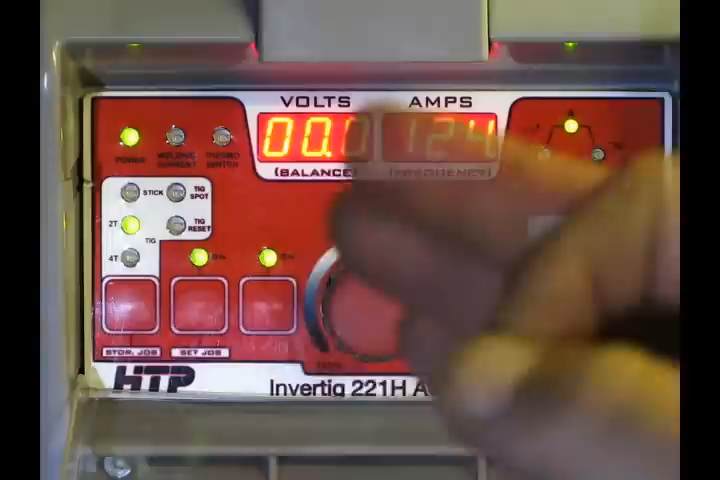 VOLTS AMPS
00.0 124
(BALANCE) (FREQUENCY)
POWER WELDING CURRENT THERMO SWITCH
STICK TIG SPOT
2T TIG RESET
TIG
4T
STOR. JOB SET JOB
HTP Invertig 221H A